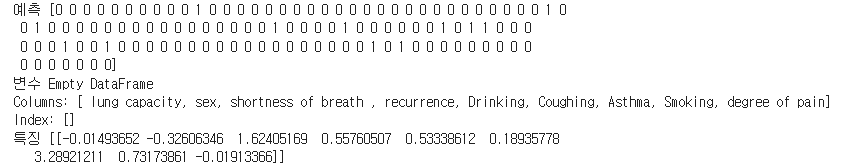 예측 [0 0 0 0 0 0 0 0 0 0 1 0 0 0 0 0 0 0 0 0 0 0 0 0 0 0 0 0 0 0 0 0 0 0 0 1 0
0 1 0 0 0 0 0 0 0 0 0 0 0 0 0 0 0 0 1 0 0 0 0 1 0 0 0 0 0 0 1 0 1 1 0 0 0
0 0 0 1 0 0 1 0 0 0 0 0 0 0 0 0 0 0 0 0 0 0 0 0 0 1 0 1 0 0 0 0 0 0 0 0 0
0 0 0 0 0 0 0]
변수 Empty DataFrame
Columns: [ lung capacity, sex, shortness of breath , recurrence, Drinking, Coughing, Asthma, Smoking, degree of pain]
Index: []
특징 [[-0.01493652 -0.32606346 1.62405169 0.55760507 0.53338612 0.18935778
3.28921211 0.73173861 -0.01913366]]